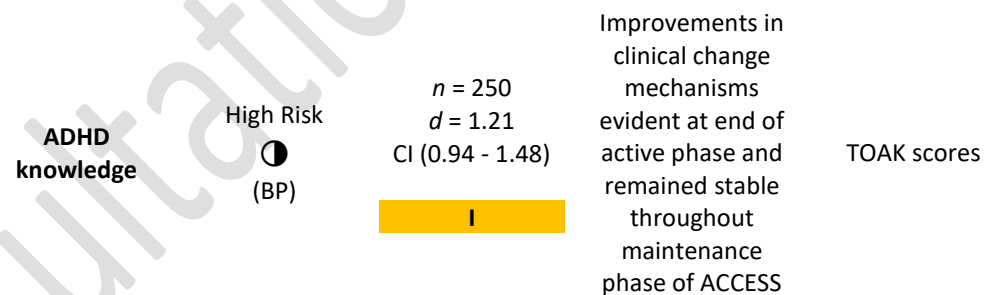 ADHD
knowledge
High Risk
◑
(BP)
n = 250
d = 1.21
CI (0.94 - 1.48)
I
Improvements in
clinical change
mechanisms
evident at end of
active phase and
remained stable
throughout
maintenance
phase of ACCESS
TOAK scores
ultat